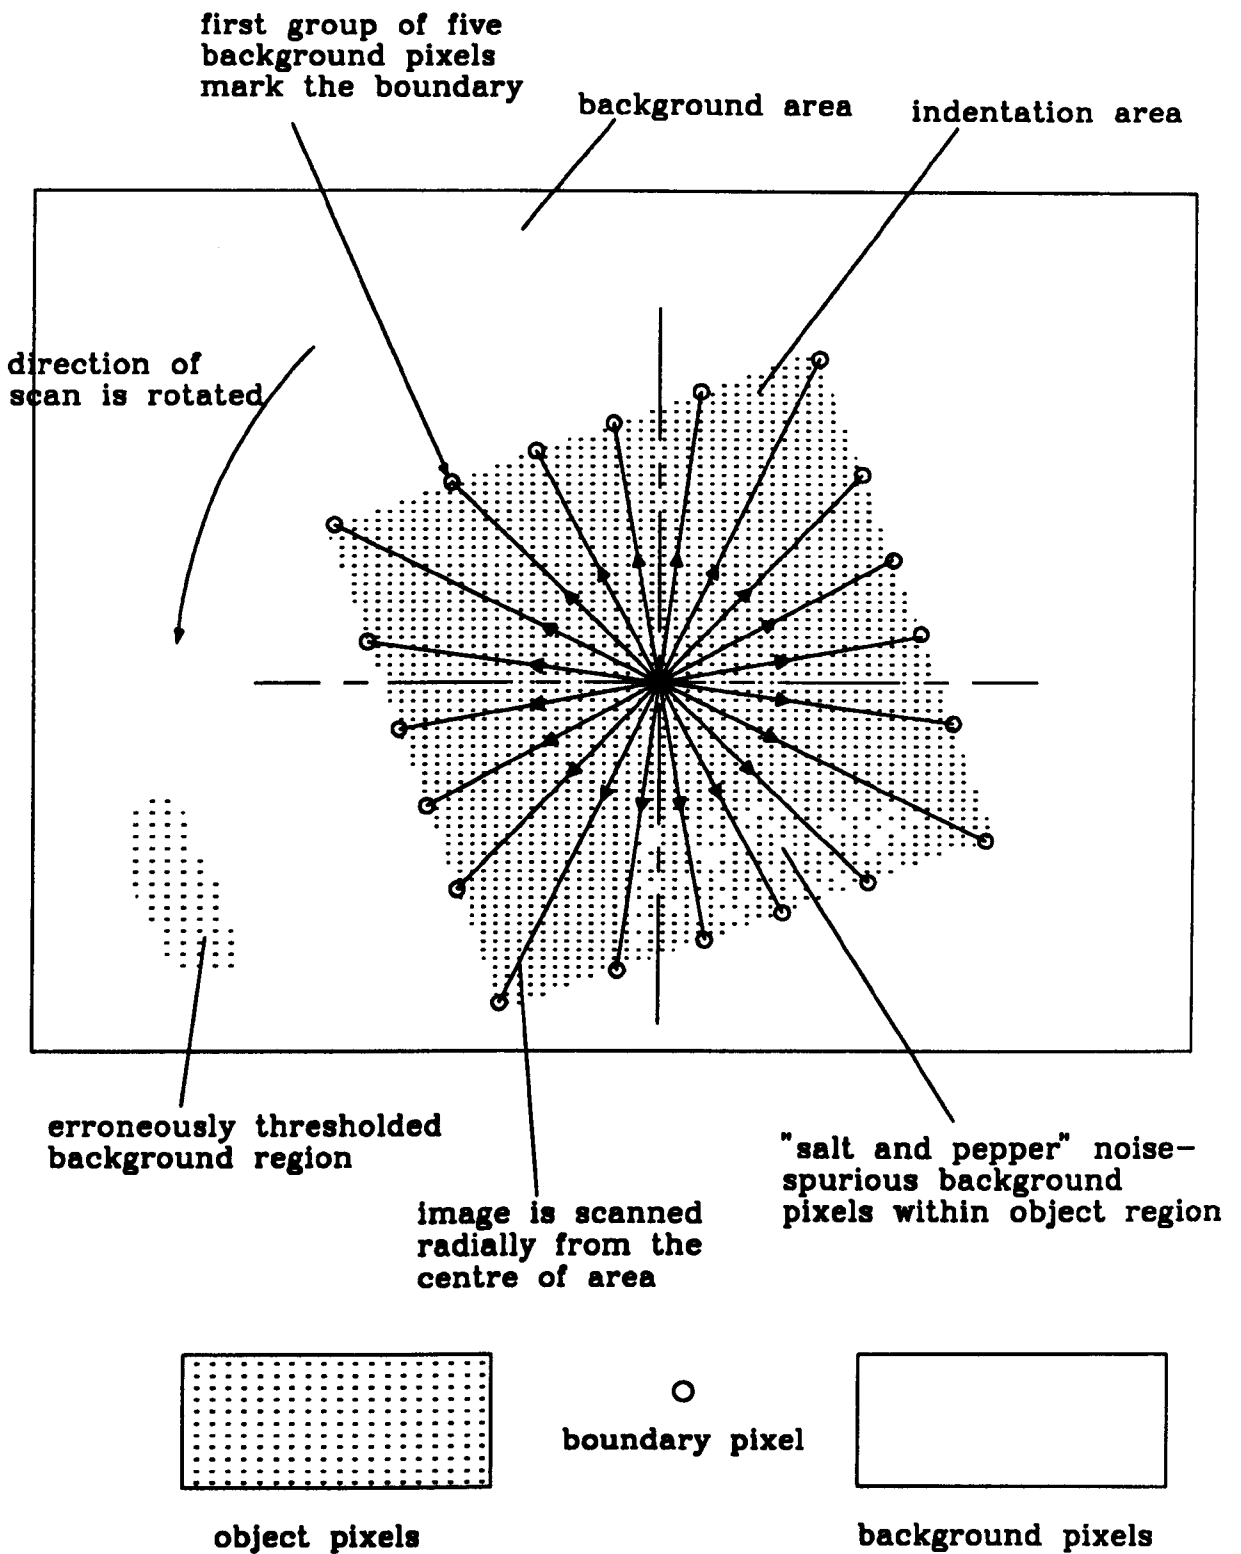 first group of five
background pixels
mark the boundary
background area
indentation area
direction of
scan is rotated
erroneously thresholded
background region
"salt and pepper" noise-
spurious background
pixels within object region
image is scanned
radially from the
centre of area
boundary pixel
object pixels
background pixels